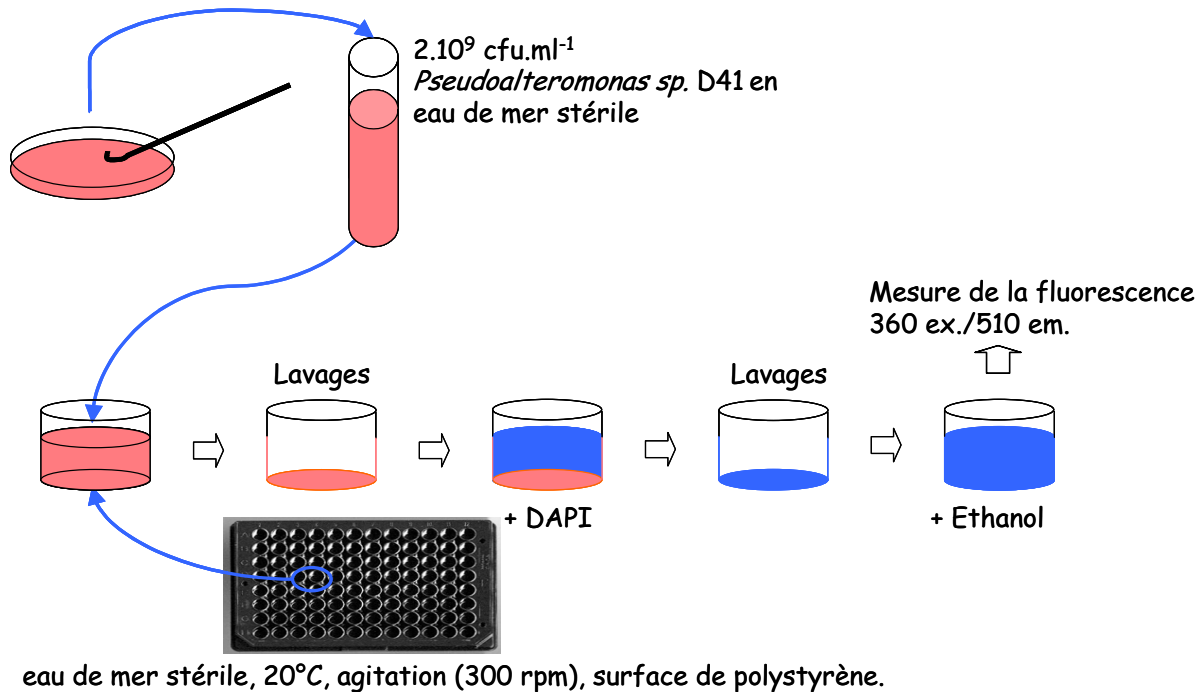 2.10⁹ cfu.ml⁻¹
Pseudoalteromonas sp. D41 en
eau de mer stérile
Mesure de la fluorescence
360 ex./510 em.
Lavages
Lavages
+ DAPI
+ Ethanol
eau de mer stérile, 20°C, agitation (300 rpm), surface de polystyrène.